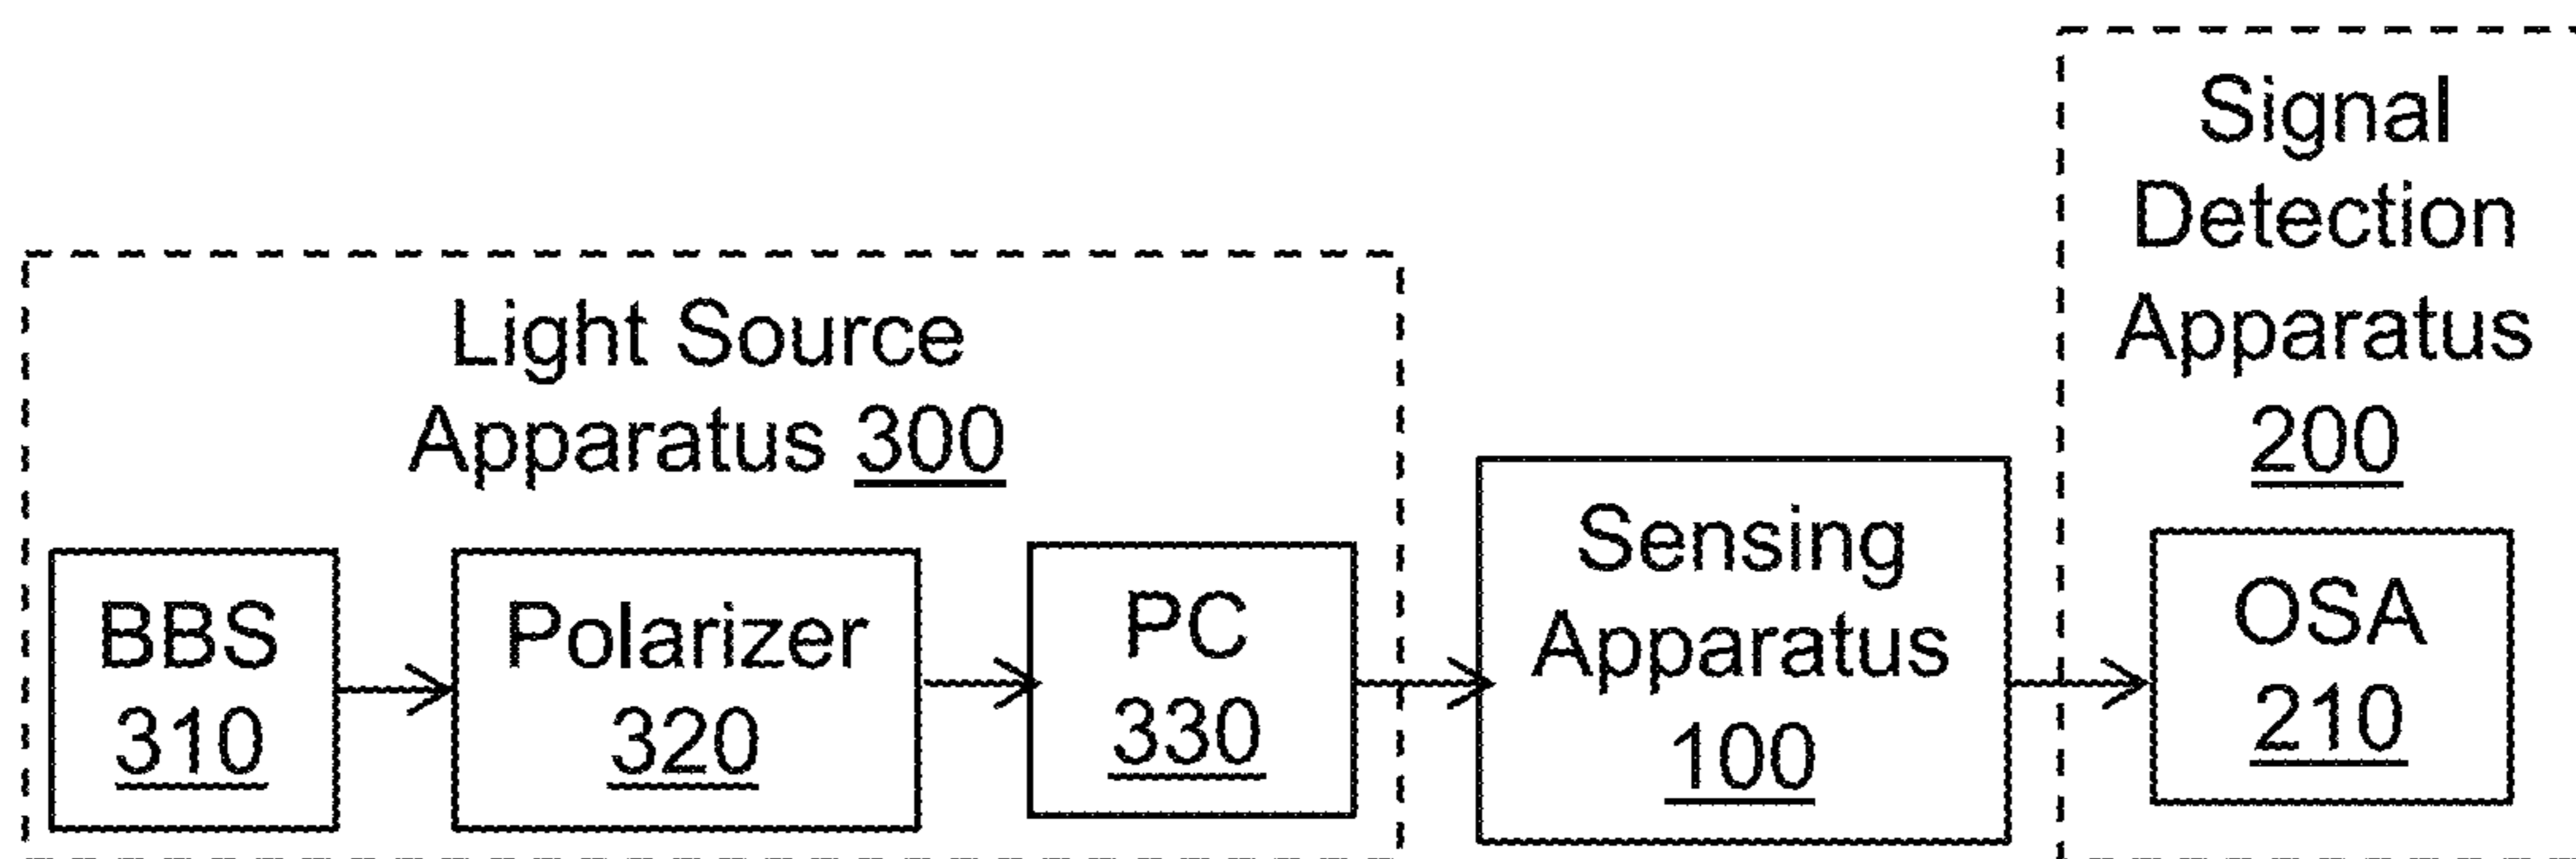 Light Source
Apparatus 300
BBS
310
Polarizer
320
PC
330
Sensing
Apparatus
100
Signal
Detection
Apparatus
200
OSA
210